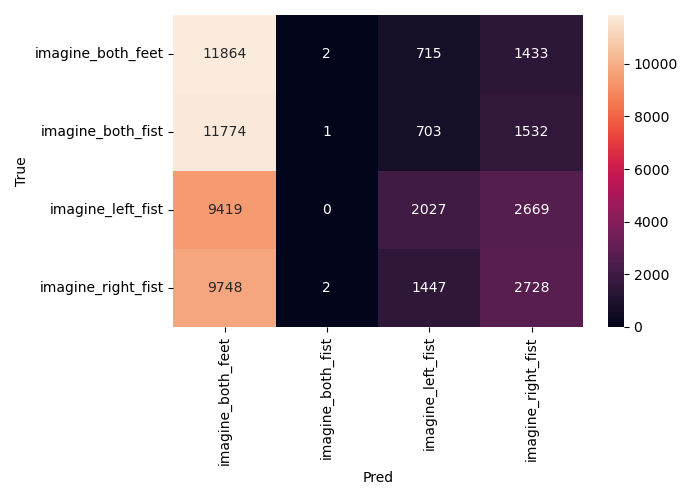 imagine_both_feet 11864 2 715 1433
imagine_both_fist 11774 1 703 1532
imagine_left_fist 9419 0 2027 2669
imagine_right_fist 9748 2 1447 2728
True
imagine_both_feet
imagine_both_fist
imagine_left_fist
imagine_right_fist
Pred
10000
8000
6000
4000
2000
0